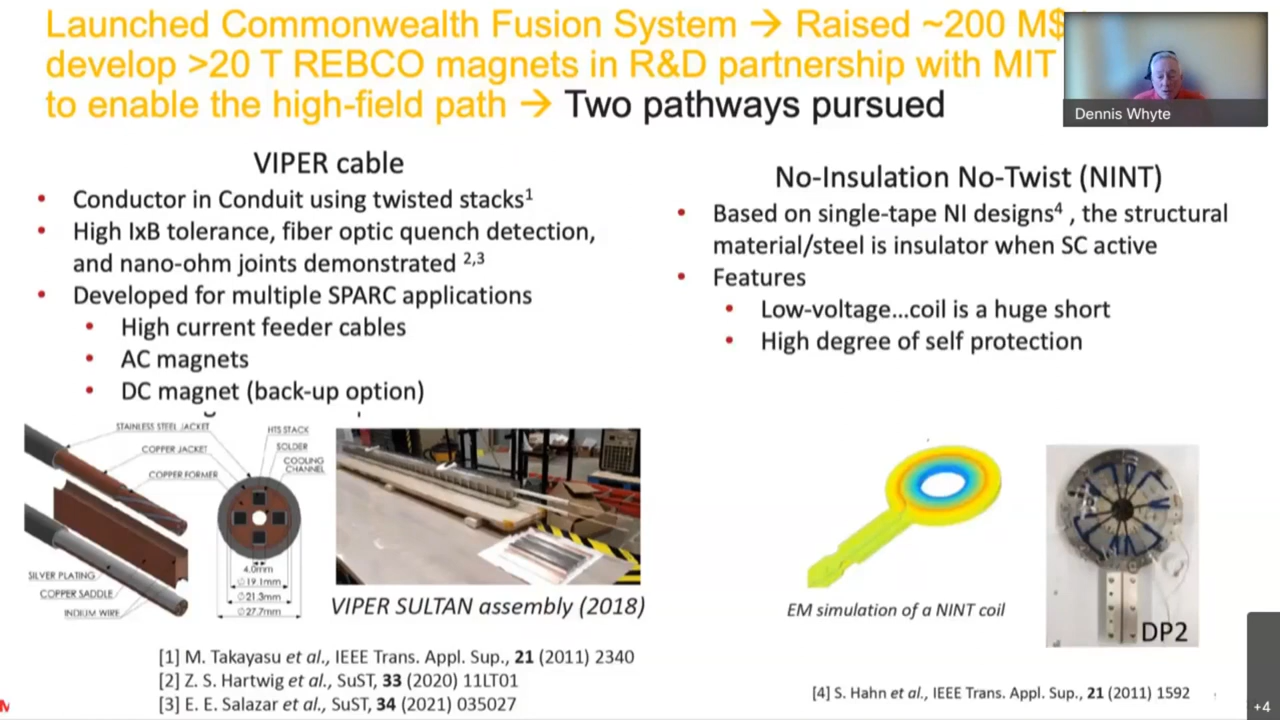 Launched Commonwealth Fusion System → Raised ~200 M$
develop >20 T REBCO magnets in R&D partnership with MIT
to enable the high-field path → Two pathways pursued
Dennis Whyte
VIPER cable
• Conductor in Conduit using twisted stacks¹
• High IxB tolerance, fiber optic quench detection,
and nano-ohm joints demonstrated ²,³
• Developed for multiple SPARC applications
• High current feeder cables
• AC magnets
• DC magnet (back-up option)
No-Insulation No-Twist (NINT)
• Based on single-tape NI designs⁴ , the structural
material/steel is insulator when SC active
• Features
• Low-voltage...coil is a huge short
• High degree of self protection
STAINLESS STEEL JACKET
COPPER JACKET
COPPER FORMER
HTS STACK
SOLDER
COOLING
CHANNEL
SILVER PLATING
COPPER SADDLE
INDIUM WIRE
4.0mm
∅19.1mm
∅21.3mm
∅27.7mm
VIPER SULTAN assembly (2018)
EM simulation of a NINT coil
DP2
[1] M. Takayasu et al., IEEE Trans. Appl. Sup., 21 (2011) 2340
[2] Z. S. Hartwig et al., SuST, 33 (2020) 11LT01
[3] E. E. Salazar et al., SuST, 34 (2021) 035027
[4] S. Hahn et al., IEEE Trans. Appl. Sup., 21 (2011) 1592
+4